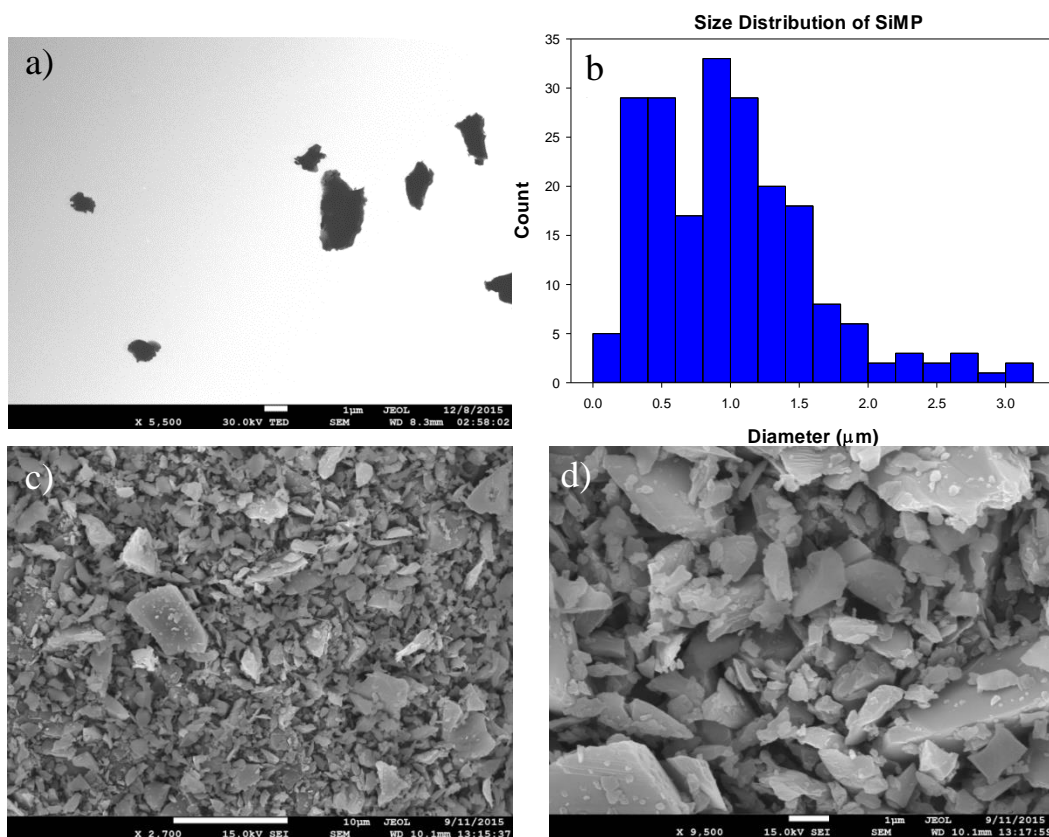 a)
1μm JEOL 12/8/2015
X 5,500 30.0kV TED SEM WD 8.3mm 02:58:02
Size Distribution of SiMP
b
35
30
25
20
15
10
5
0
Count
0.0 0.5 1.0 1.5 2.0 2.5 3.0
Diameter (μm)
c)
10μm JEOL 9/11/2015
X 2,700 15.0kV SEI SEM WD 10.1mm 13:15:37
d)
1μm JEOL 9/11/2015
X 9,500 15.0kV SEI SEM WD 10.1mm 13:17:58